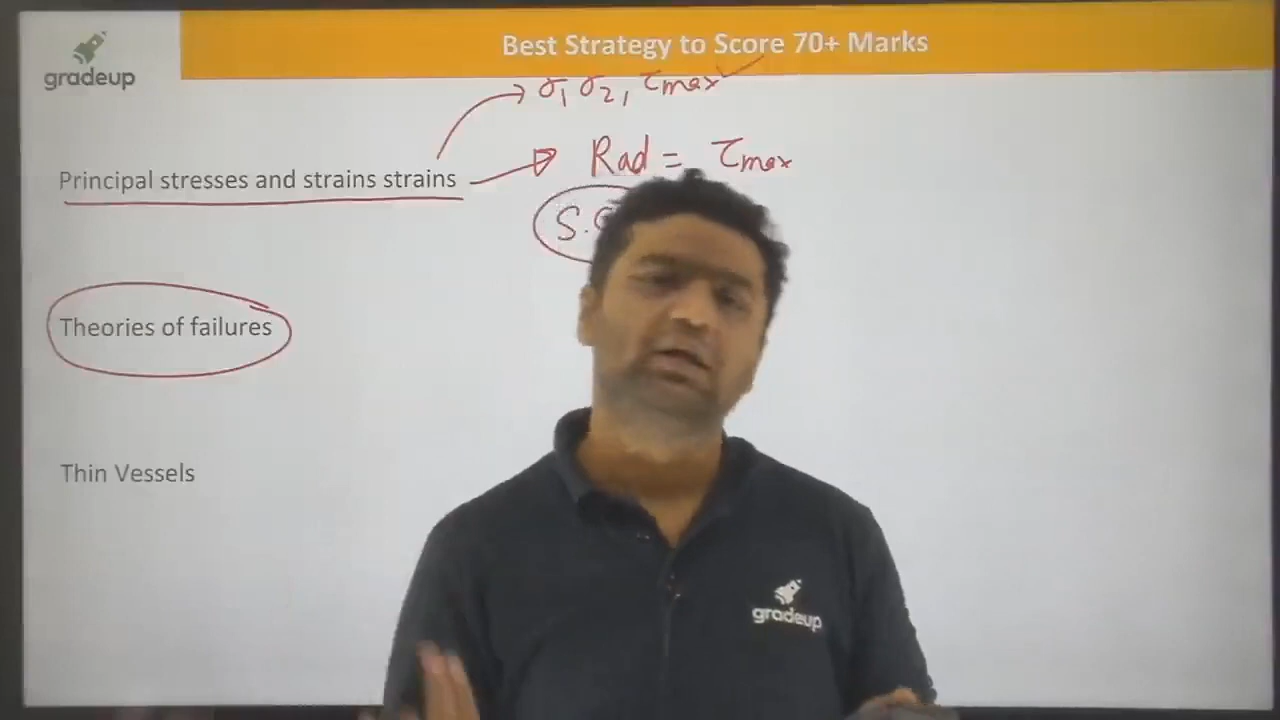 gradeup
Best Strategy to Score 70+ Marks
σ₁ σ₂, τmax
Principal stresses and strains strains
Rad = τmax
Theories of failures
Thin Vessels
gradeup